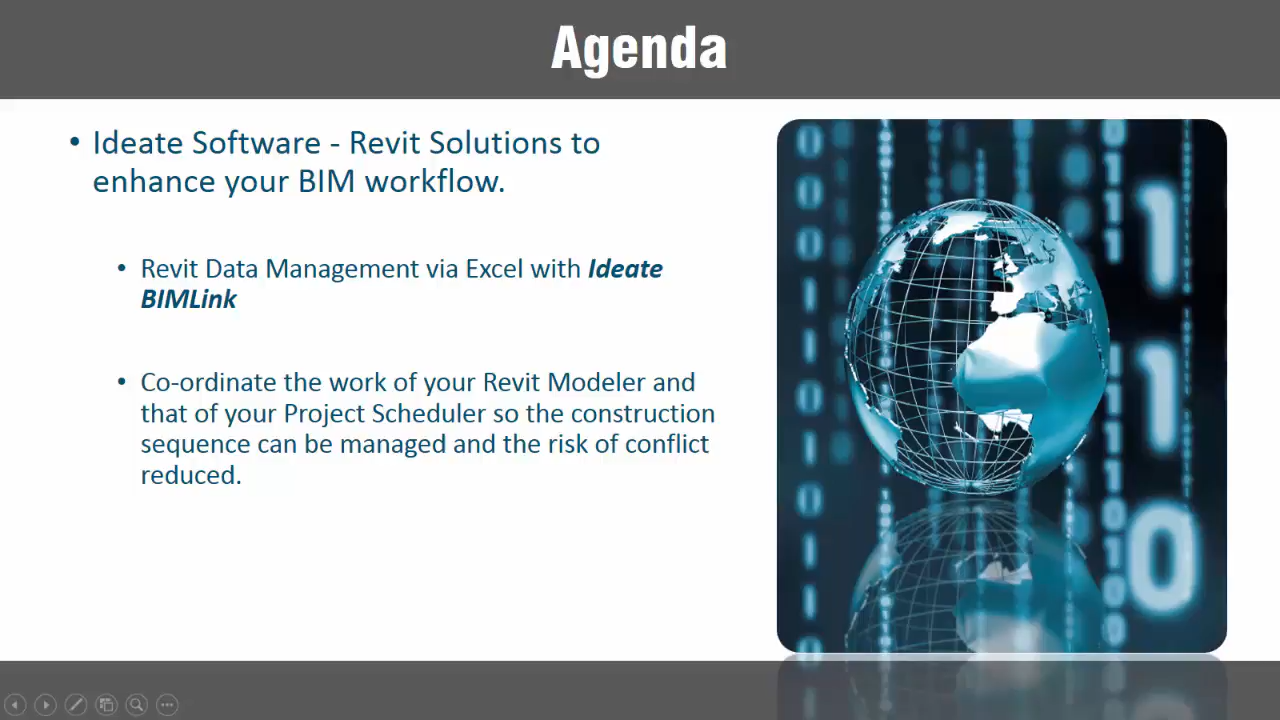 Agenda
• Ideate Software - Revit Solutions to
enhance your BIM workflow.
• Revit Data Management via Excel with Ideate
BIMLink
• Co-ordinate the work of your Revit Modeler and
that of your Project Scheduler so the construction
sequence can be managed and the risk of conflict
reduced.